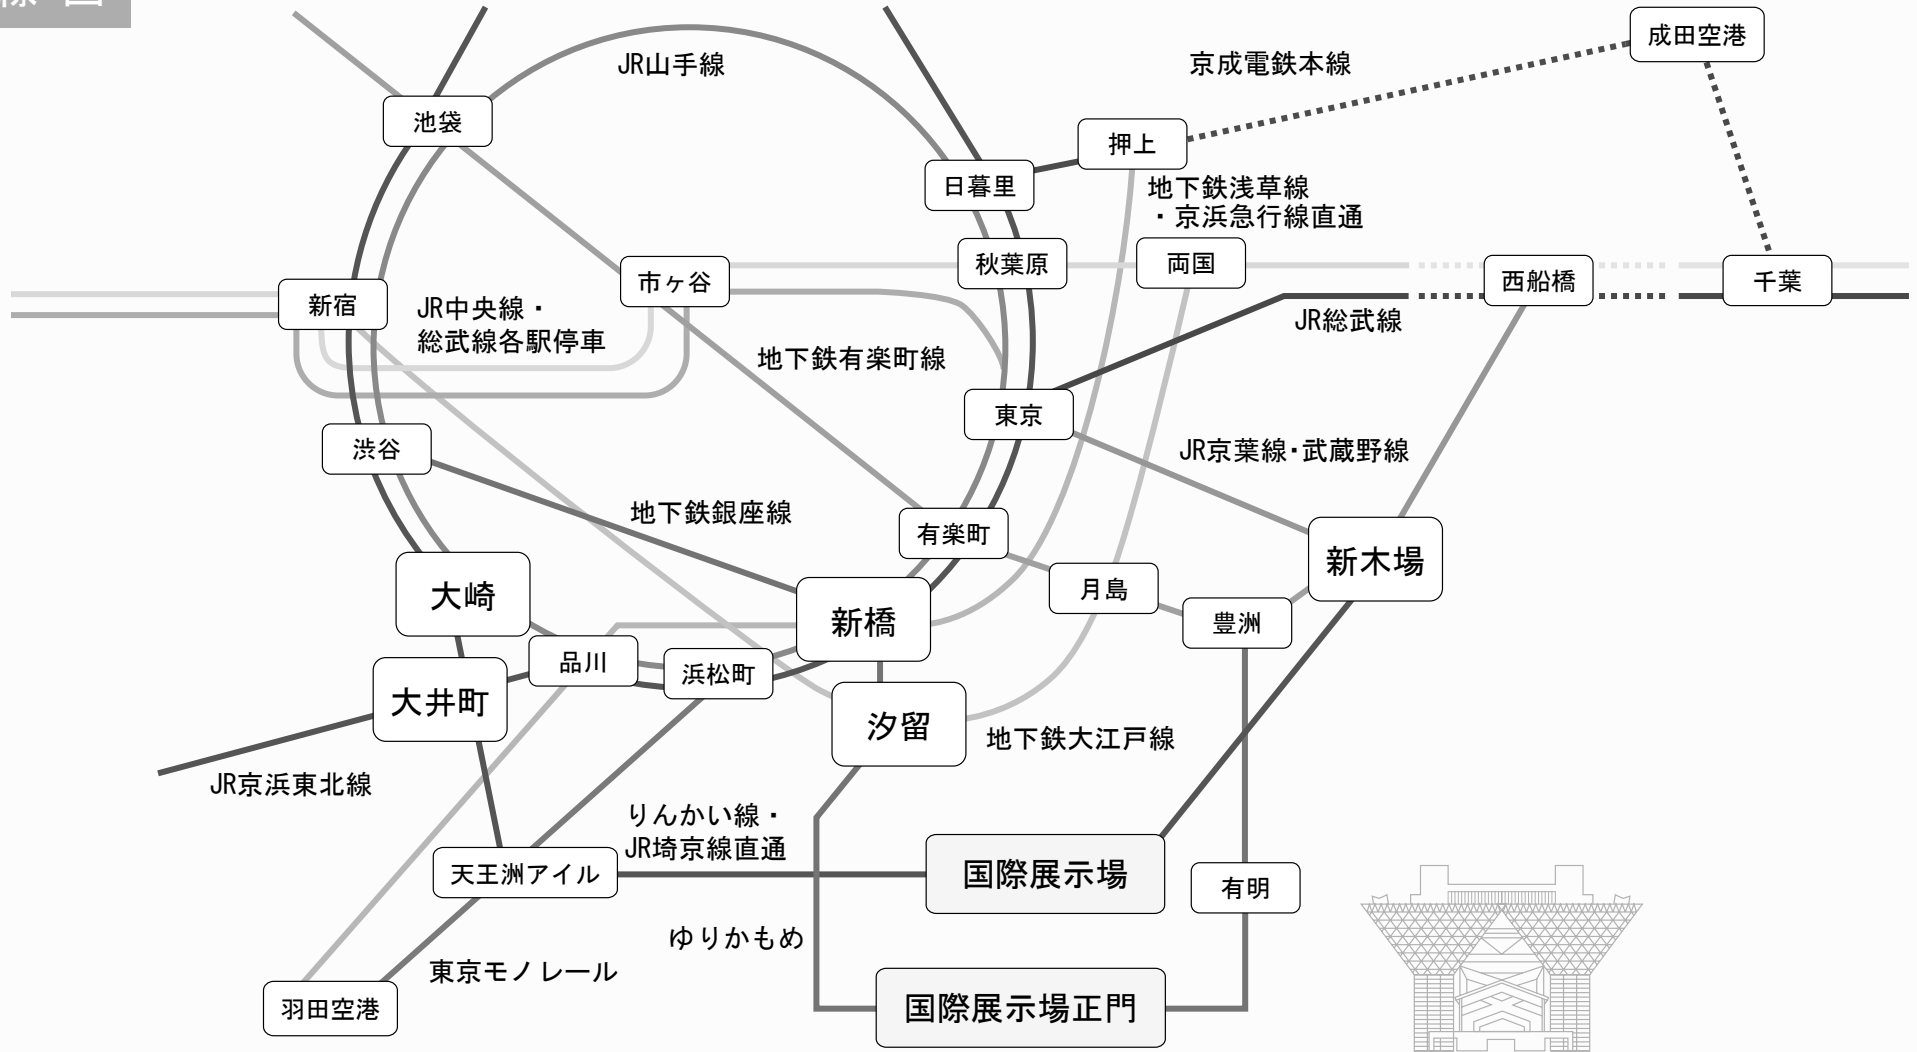 JR山手線
京成電鉄本線
成田空港
池袋
押上
日暮里
地下鉄浅草線
・京浜急行線直通
新宿
市ヶ谷
秋葉原
両国
西船橋
千葉
JR中央線・
総武線各駅停車
地下鉄有楽町線
JR総武線
渋谷
東京
JR京葉線・武蔵野線
地下鉄銀座線
有楽町
新木場
大崎
新橋
月島
豊洲
品川
浜松町
大井町
汐留
地下鉄大江戸線
JR京浜東北線
りんかい線・
JR埼京線直通
天王洲アイル
国際展示場
有明
ゆりかもめ
東京モノレール
羽田空港
国際展示場正門